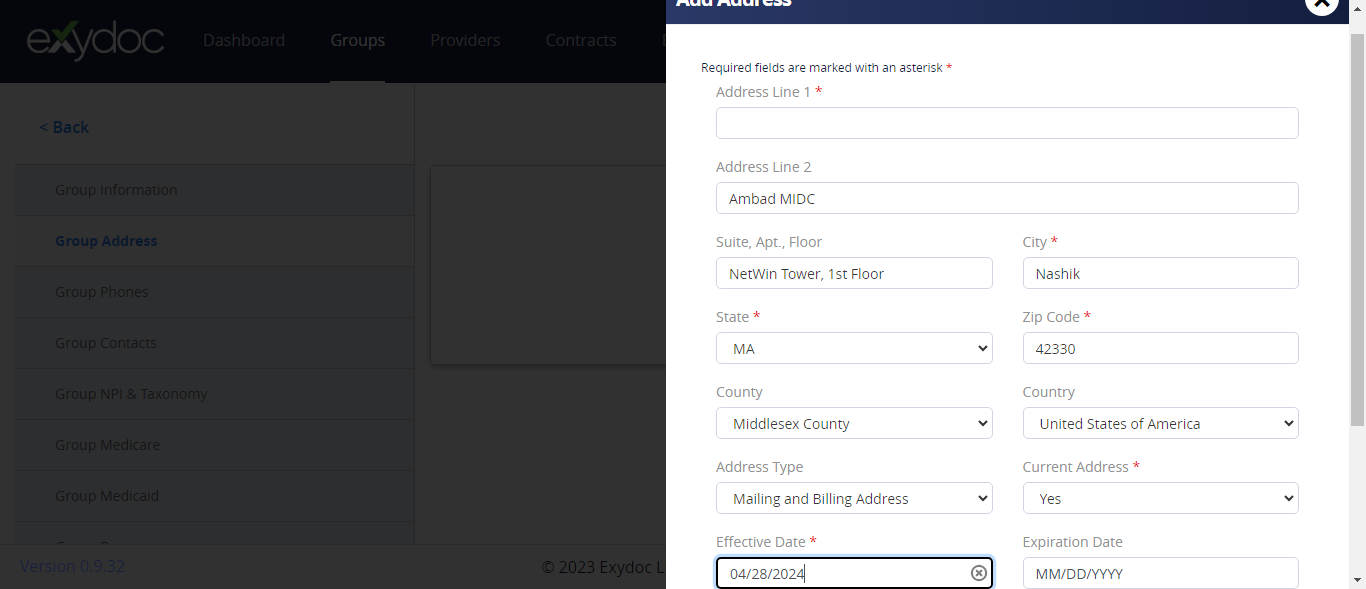 Add Address
exydoc
Dashboard
Groups
Providers
Contracts
Required fields are marked with an asterisk *
< Back
Group Information
Group Address
Group Phones
Group Contacts
Group NPI & Taxonomy
Group Medicare
Group Medicaid
Version 0.9.32
© 2023 Exydoc L
Address Line 1 *
Address Line 2
Ambad MIDC
Suite, Apt., Floor
City *
NetWin Tower, 1st Floor
Nashik
State *
Zip Code *
MA
42330
County
Country
Middlesex County
United States of America
Address Type
Current Address *
Mailing and Billing Address
Yes
Effective Date *
Expiration Date
04/28/2024
MM/DD/YYYY